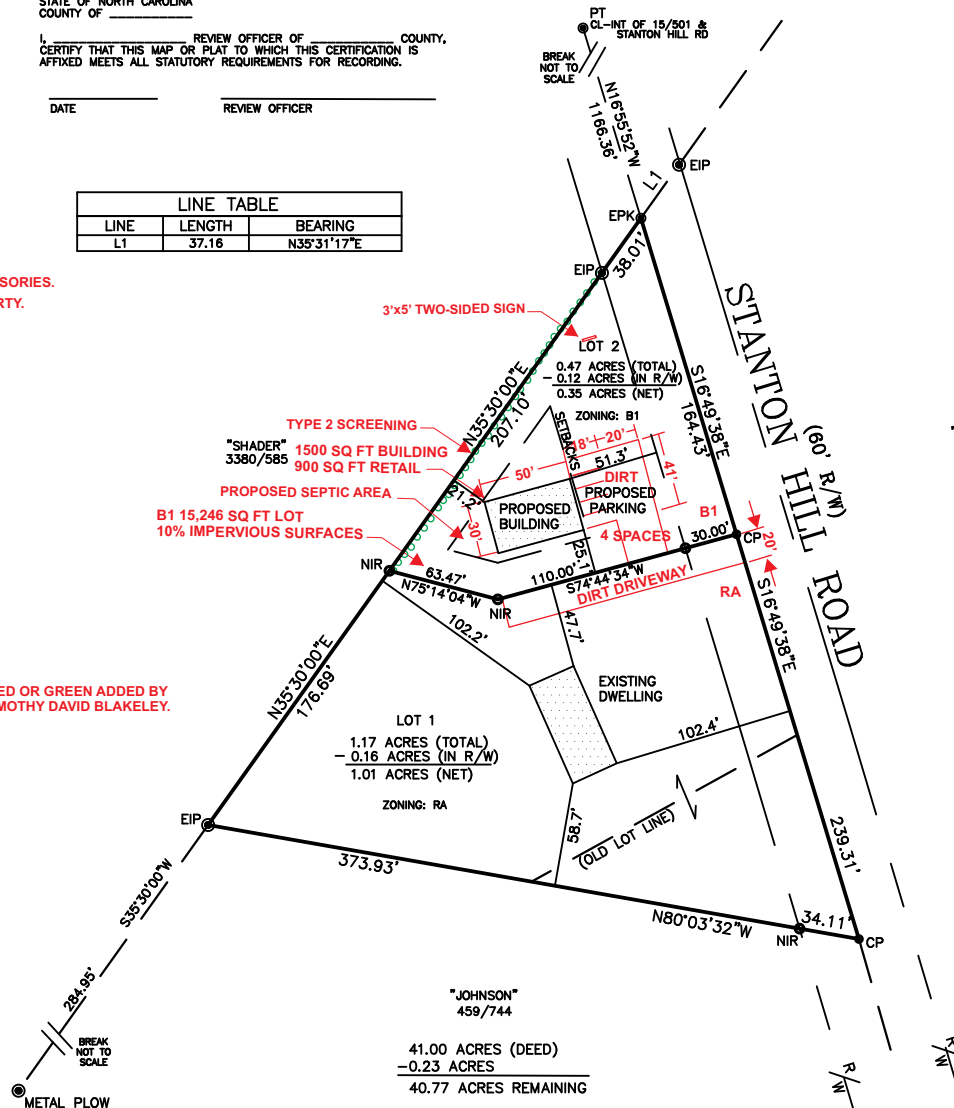 STATE OF NORTH CAROLINA
COUNTY OF ____________
I, ____________________ REVIEW OFFICER OF ____________ COUNTY,
CERTIFY THAT THIS MAP OR PLAT TO WHICH THIS CERTIFICATION IS
AFFIXED MEETS ALL STATUTORY REQUIREMENTS FOR RECORDING.
DATE
REVIEW OFFICER
PT
CL-INT OF 15/501 &
STANTON HILL RD
BREAK
NOT TO
SCALE
N16°55'52"W
1166.36'
L1
EIP
EPK
LINE TABLE
LINE LENGTH BEARING
L1 37.16 N35°31'17"E
SORIES.
RTY.
EIP
38.01'
3'x5' TWO-SIDED SIGN
LOT 2
0.47 ACRES (TOTAL)
- 0.12 ACRES (IN R/W)
0.35 ACRES (NET)
ZONING: B1
STANTON HILL ROAD
(60' R/W)
S16°49'38"E
164.43'
N35°30'00"E
207.10'
TYPE 2 SCREENING
"SHADER"
3380/585
1500 SQ FT BUILDING
900 SQ FT RETAIL
PROPOSED SEPTIC AREA
B1 15,246 SQ FT LOT
10% IMPERVIOUS SURFACES
SETBACKS
18'
20'
51.3'
50'
41'
DIRT
21.2'
30'
PROPOSED
BUILDING
PROPOSED
PARKING
4 SPACES
B1
25.1'
30.00'
CP
20'
NIR
63.47'
N75°14'04"W
NIR
110.00'
S74°44'34"W
DIRT DRIVEWAY
RA
S16°49'38"E
102.2'
47.7'
EXISTING
DWELLING
N35°30'00"E
176.69'
ED OR GREEN ADDED BY
MOTHY DAVID BLAKELEY.
LOT 1
1.17 ACRES (TOTAL)
- 0.16 ACRES (IN R/W)
1.01 ACRES (NET)
ZONING: RA
102.4'
58.7'
(OLD LOT LINE)
239.31'
EIP
373.93'
N80°03'32"W
34.11'
NIR
CP
S35°30'00"W
284.95'
BREAK
NOT TO
SCALE
METAL PLOW
"JOHNSON"
459/744
41.00 ACRES (DEED)
-0.23 ACRES
40.77 ACRES REMAINING
R/W
R/W